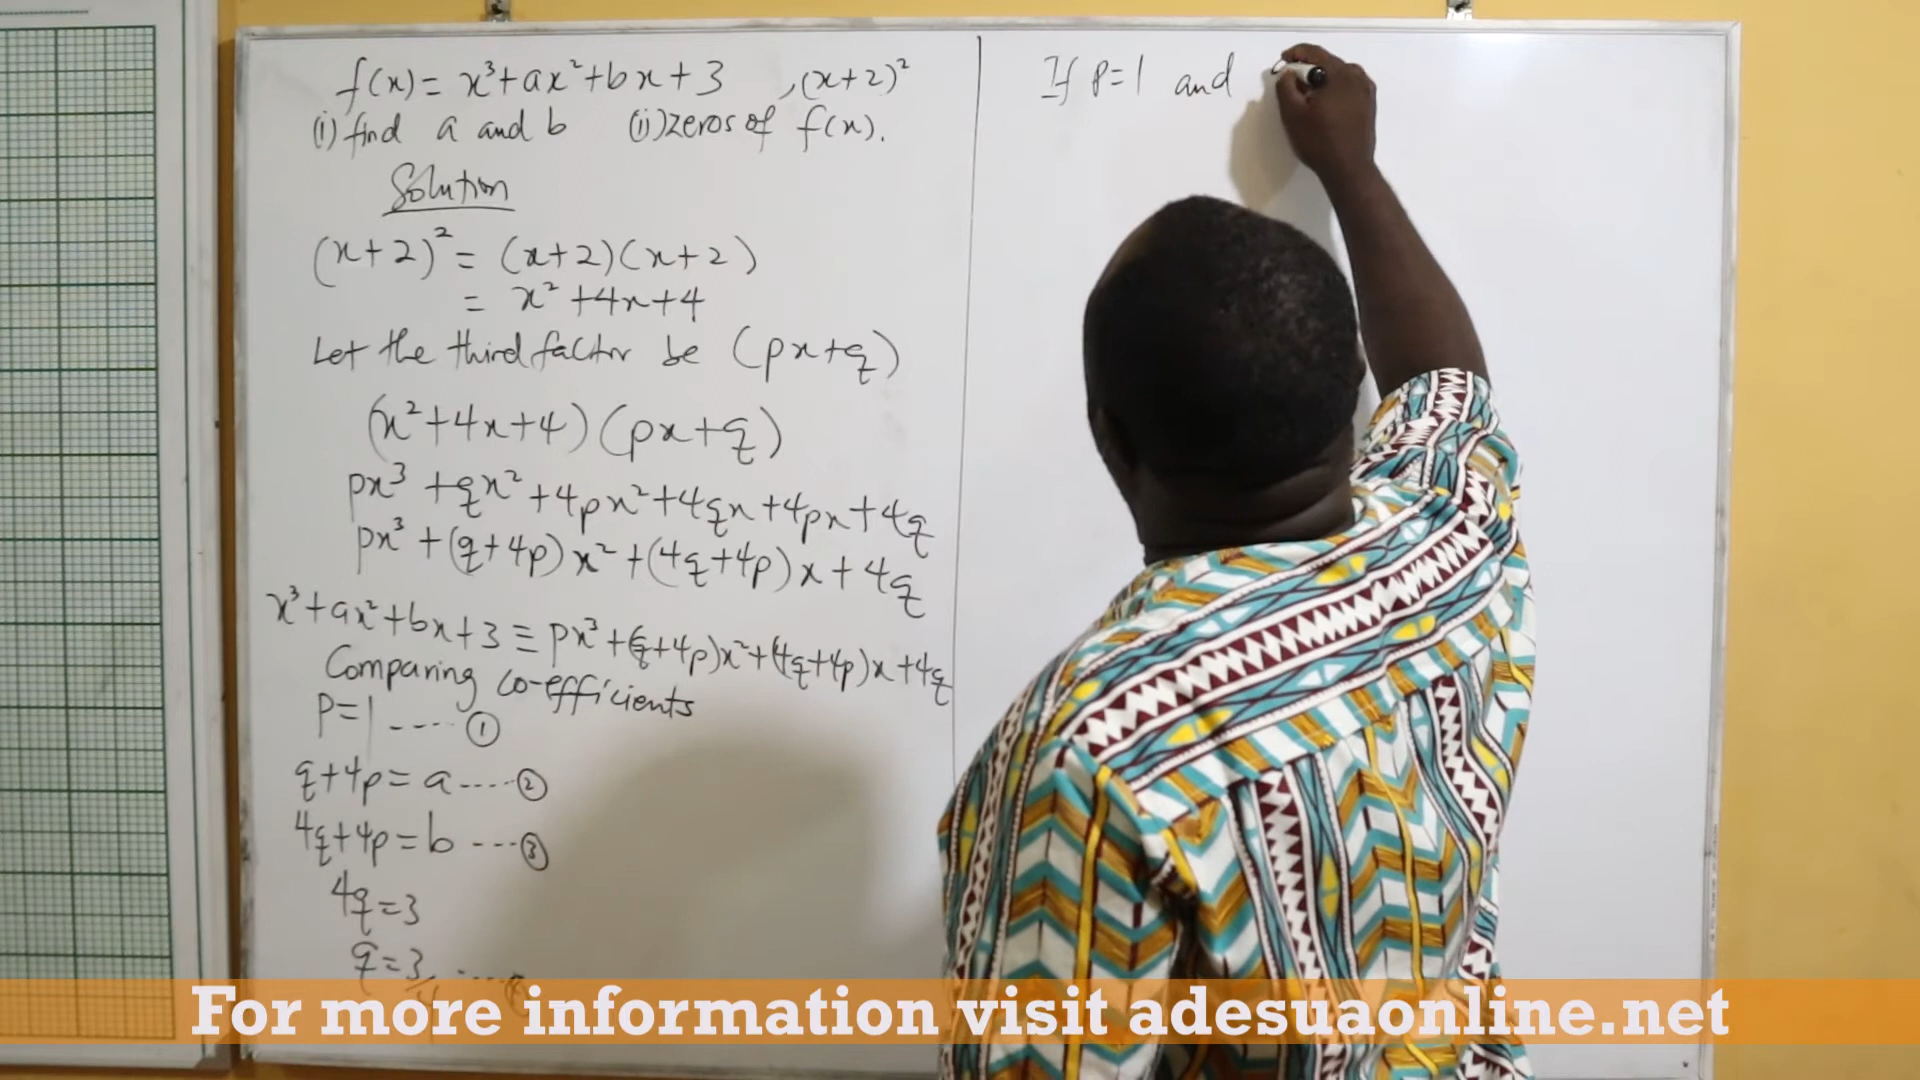 f(x) = x³+ax²+bx+3 , (x+2)²
(i) find a and b (ii) zeros of f(x).
Solution
(x+2)² = (x+2)(x+2)
= x² +4x+4
Let the third factor be (px+q)
(x²+4x+4)(px+q)
px³ +qx² +4px²+4qx+4px+4q
px³ +(q+4p)x² +(4q+4p)x+4q
x³+ax²+bx+3 ≡ px³+(q+4p)x²+(4q+4p)x+4q
Comparing co-efficients
P=1 ---- ①
q+4p= a ---- ②
4q+4p=b --- ③
4q=3
q=3/4
If P=1 and
For more information visit adesuaonline.net